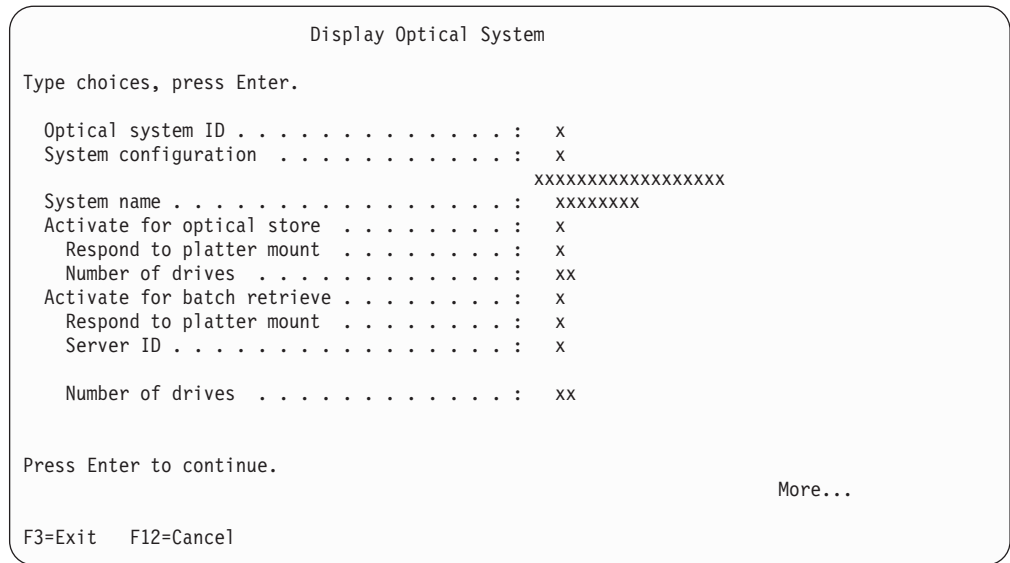 Display Optical System
Type choices, press Enter.
Optical system ID . . . . . . . . . . . . . : x
System configuration . . . . . . . . . . . : x
xxxxxxxxxxxxxxxxxx
System name . . . . . . . . . . . . . . . . : xxxxxxxx
Activate for optical store . . . . . . . . : x
Respond to platter mount . . . . . . . . : x
Number of drives . . . . . . . . . . . . : xx
Activate for batch retrieve . . . . . . . . : x
Respond to platter mount . . . . . . . . : x
Server ID . . . . . . . . . . . . . . . . : x
Number of drives . . . . . . . . . . . . : xx
Press Enter to continue.
More...
F3=Exit F12=Cancel